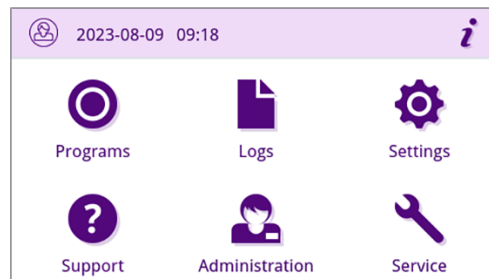 2023-08-09 09:18 i
Programs Logs Settings
?
Support Administration Service